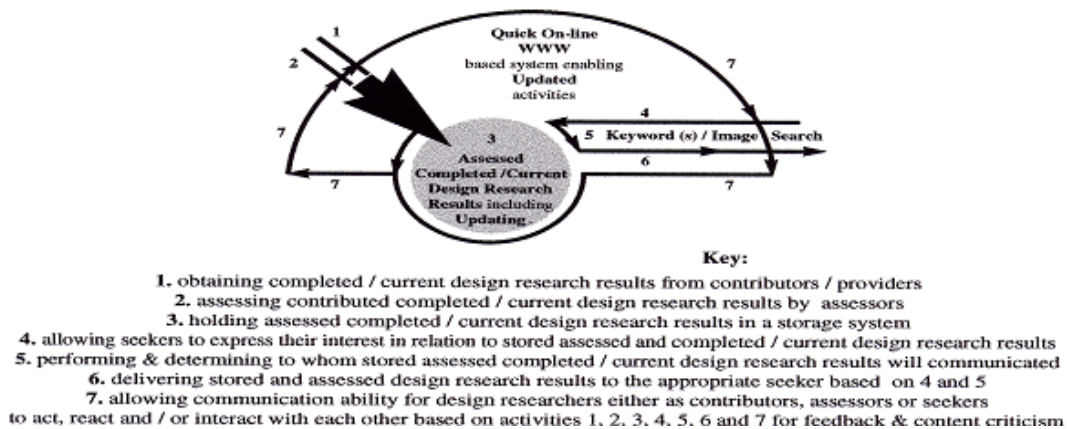 1
2
Quick On-line
WWW
based system enabling
Updated
activities
7
4
7
3
5 Keyword (s) / Image Search
Assessed
6
Completed /Current
7
7
Design Research
Results including
Updating
Key:
1. obtaining completed / current design research results from contributors / providers
2. assessing contributed completed / current design research results by assessors
3. holding assessed completed / current design research results in a storage system
4. allowing seekers to express their interest in relation to stored assessed and completed / current design research results
5. performing & determining to whom stored assessed completed / current design research results will communicated
6. delivering stored and assessed design research results to the appropriate seeker based on 4 and 5
7. allowing communication ability for design researchers either as contributors, assessors or seekers
to act, react and / or interact with each other based on activities 1, 2, 3, 4, 5, 6 and 7 for feedback & content criticism